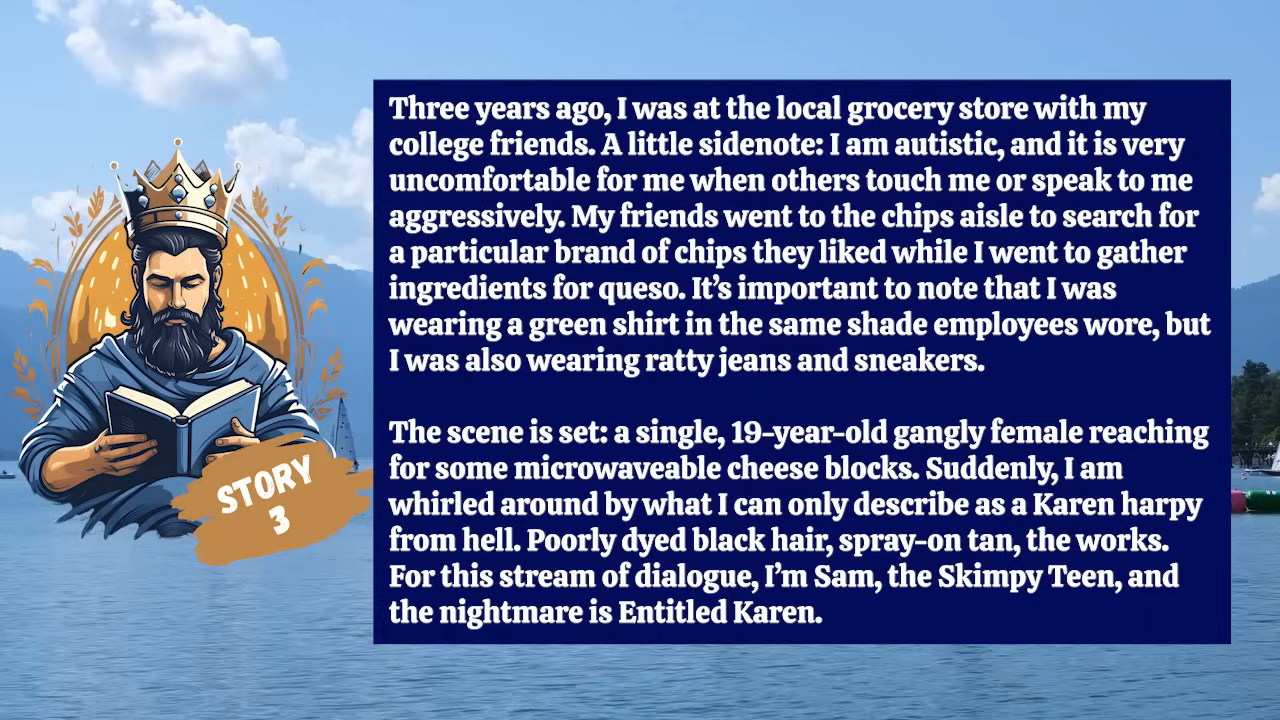 Three years ago, I was at the local grocery store with my
college friends. A little sidenote: I am autistic, and it is very
uncomfortable for me when others touch me or speak to me
aggressively. My friends went to the chips aisle to search for
a particular brand of chips they liked while I went to gather
ingredients for queso. It’s important to note that I was
wearing a green shirt in the same shade employees wore, but
I was also wearing ratty jeans and sneakers.
The scene is set: a single, 19-year-old gangly female reaching
for some microwaveable cheese blocks. Suddenly, I am
whirled around by what I can only describe as a Karen harpy
from hell. Poorly dyed black hair, spray-on tan, the works.
For this stream of dialogue, I’m Sam, the Skimpy Teen, and
the nightmare is Entitled Karen.
STORY
3